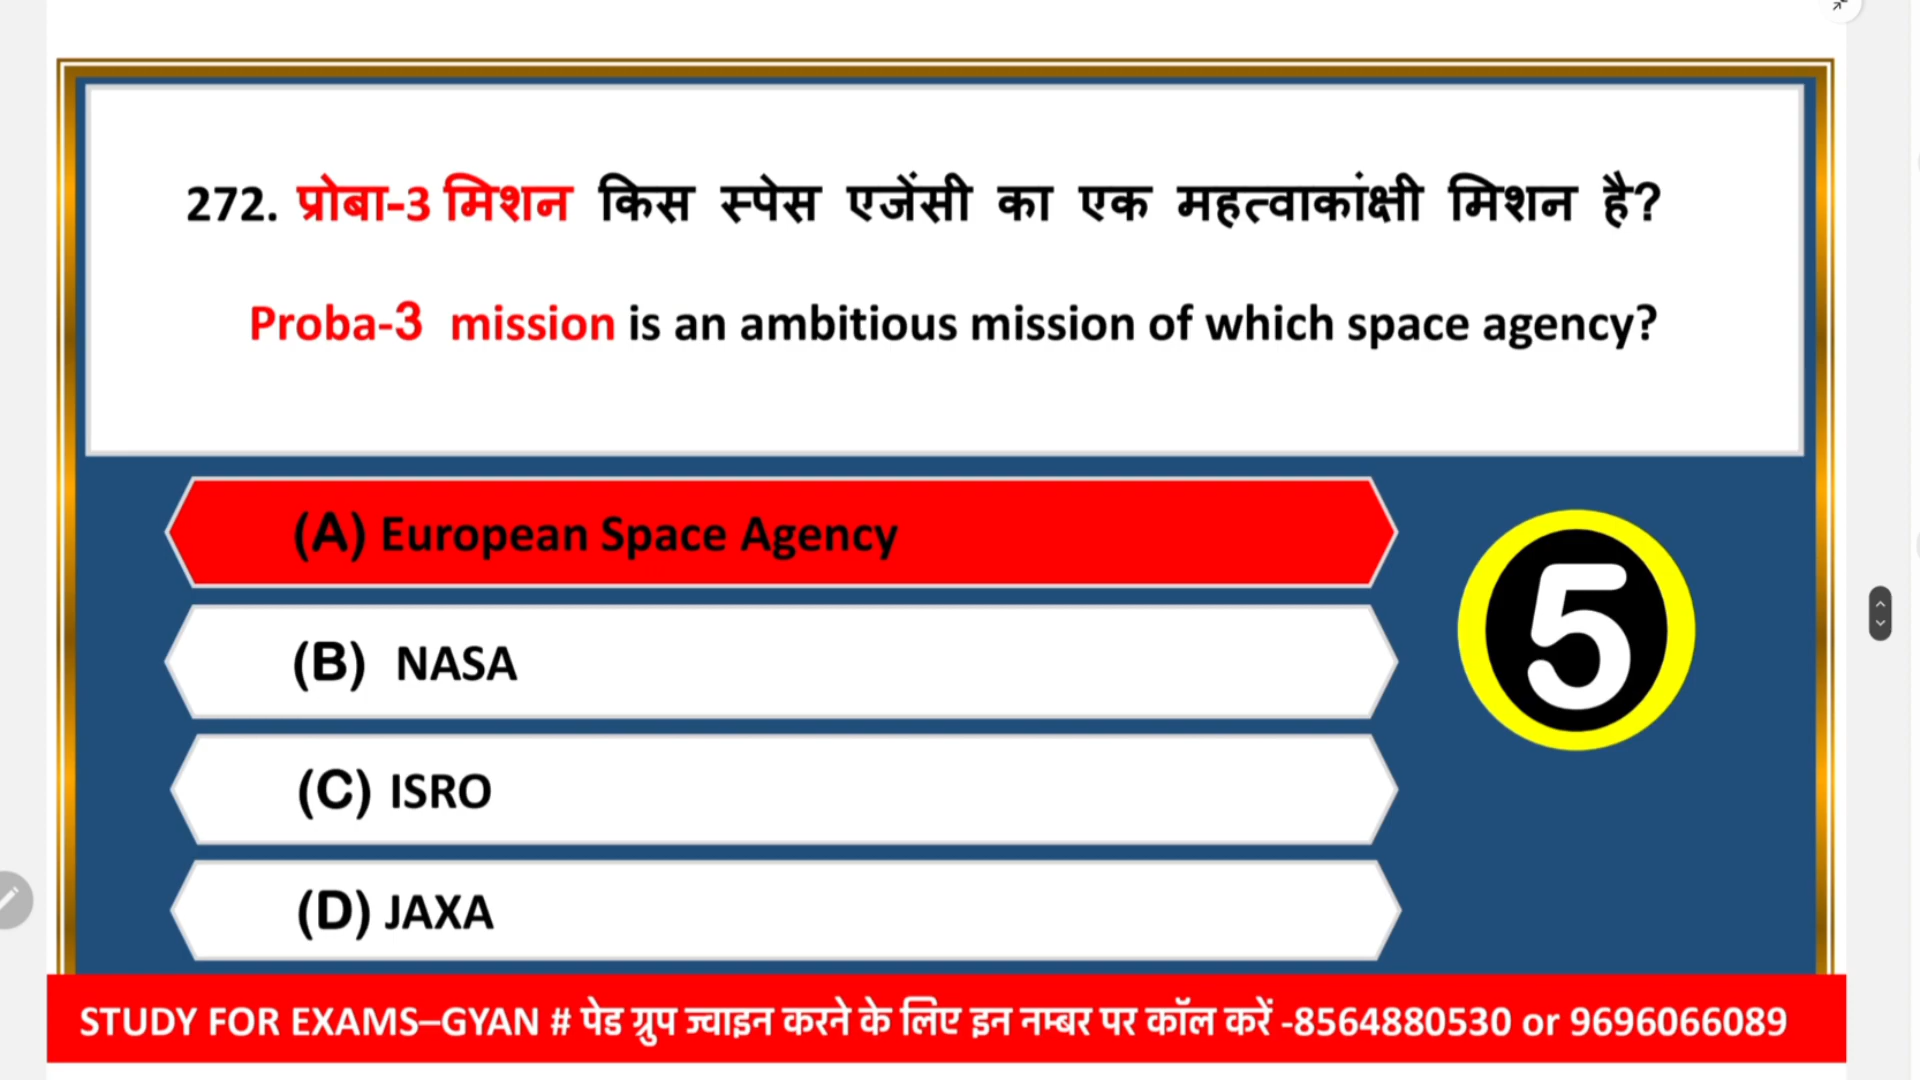 272. प्रोबा-3 मिशन किस स्पेस एजेंसी का एक महत्वाकांक्षी मिशन है?
Proba-3 mission is an ambitious mission of which space agency?
(A) European Space Agency
(B) NASA
5
(C) ISRO
(D) JAXA
STUDY FOR EXAMS–GYAN # पेड ग्रुप ज्वाइन करने के लिए इन नम्बर पर कॉल करें -8564880530 or 9696066089